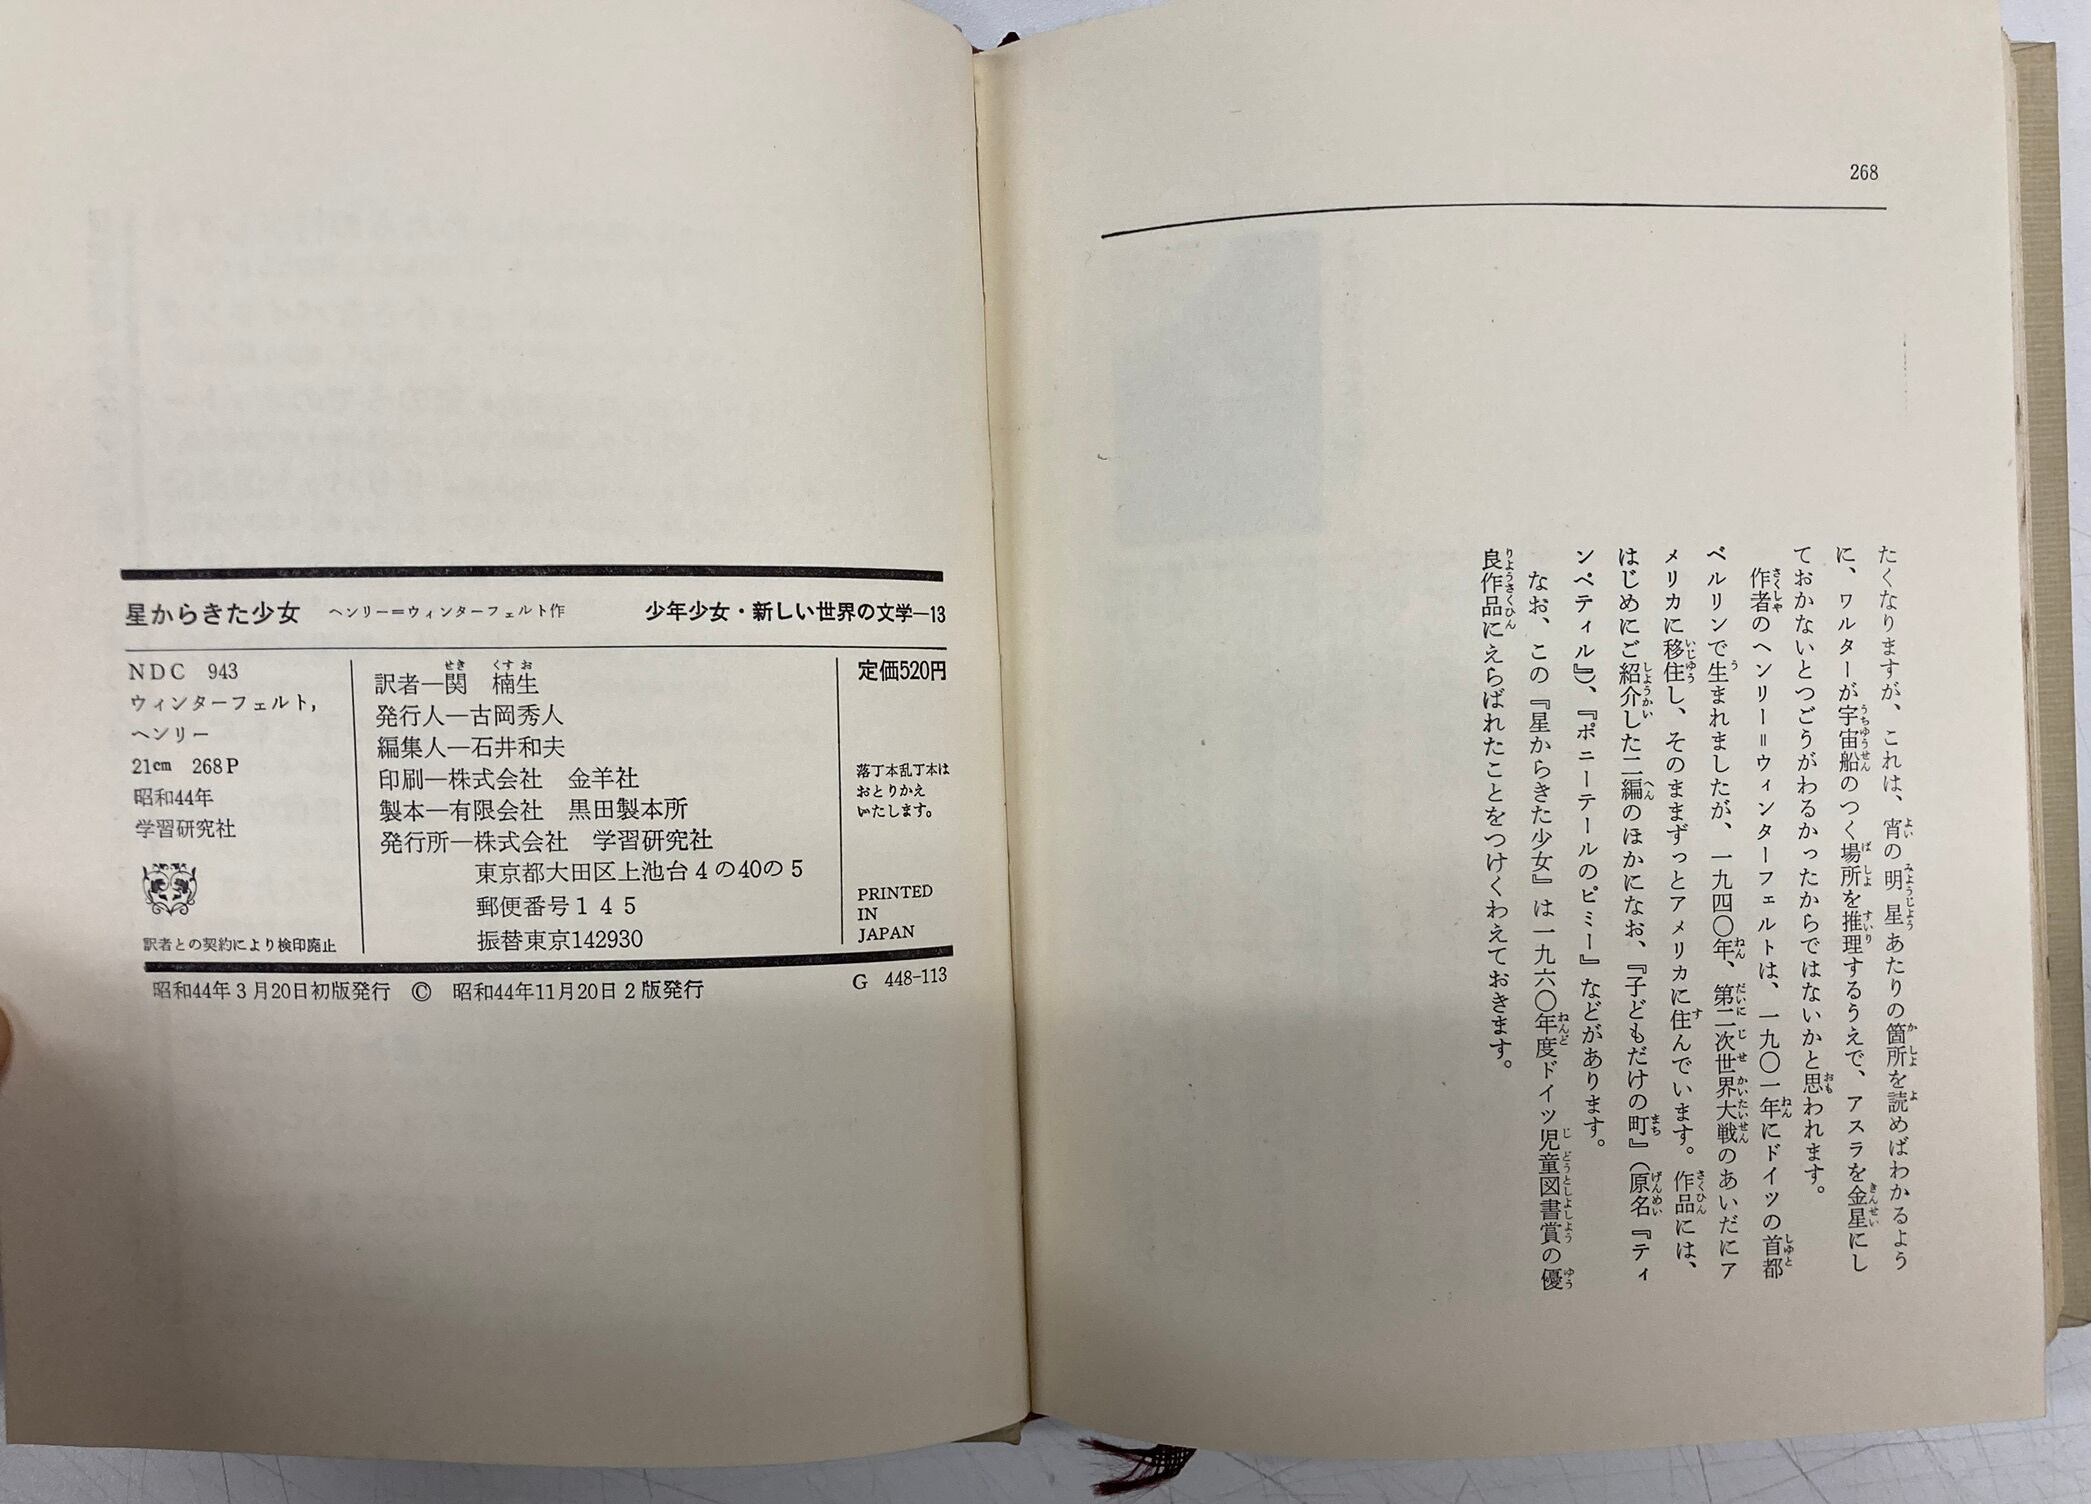 268
たくなりますが、これは、宵の明星あたりの箇所を読めばわかるよう
に、ワルターが宇宙船のつく場所を推理するうえで、アスラを金星にし
ておかないとつごうがわるかったからではないかと思われます。
作者のヘンリー=ウィンターフェルトは、一九〇一年にドイツの首都
ベルリンで生まれましたが、一九四〇年、第二次世界大戦のあいだにア
メリカに移住し、そのままずっとアメリカに住んでいます。作品には、
はじめにご紹介した二編のほかになお、『子どもだけの町』（原名『ティ
ンペティル』）、『ポニーテールのピミー』などがあります。
なお、この『星からきた少女』は一九六〇年度ドイツ児童図書賞の優
良作品にえらばれたことをつけくわえておきます。
星からきた少女 ヘンリー=ウィンターフェルト作 少年少女・新しい世界の文学—13
NDC 943
ウィンターフェルト,
ヘンリー
21cm 268P
昭和44年
学習研究社
訳者との契約により検印廃止
訳者—関 楠生
発行人—古岡秀人
編集人—石井和夫
印刷—株式会社 金羊社
製本—有限会社 黒田製本所
発行所—株式会社 学習研究社
東京都大田区上池台4の40の5
郵便番号145
振替東京142930
定価520円
落丁本乱丁本は
おとりかえ
いたします。
PRINTED
IN
JAPAN
昭和44年3月20日初版発行 © 昭和44年11月20日2版発行
G 448-113